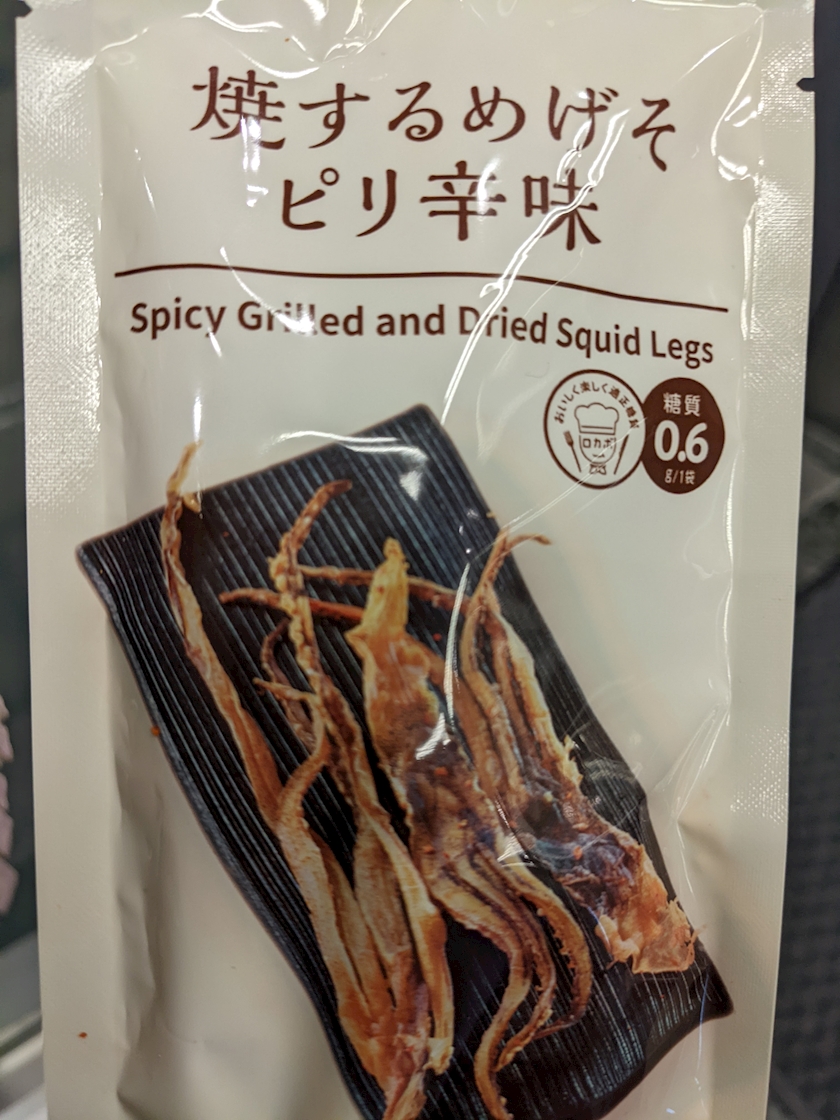 焼するめげそ
ピリ辛味
Spicy Grilled and Dried Squid Legs
おいしく楽しく適正糖質
ロカボ
糖質
0.6
g/1袋